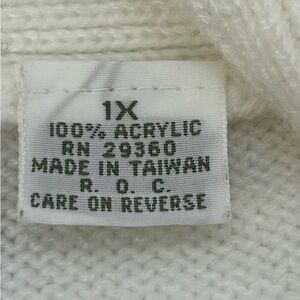 1X
100% ACRYLIC
RN 29360
MADE IN TAIWAN
R. O. C.
CARE ON REVERSE